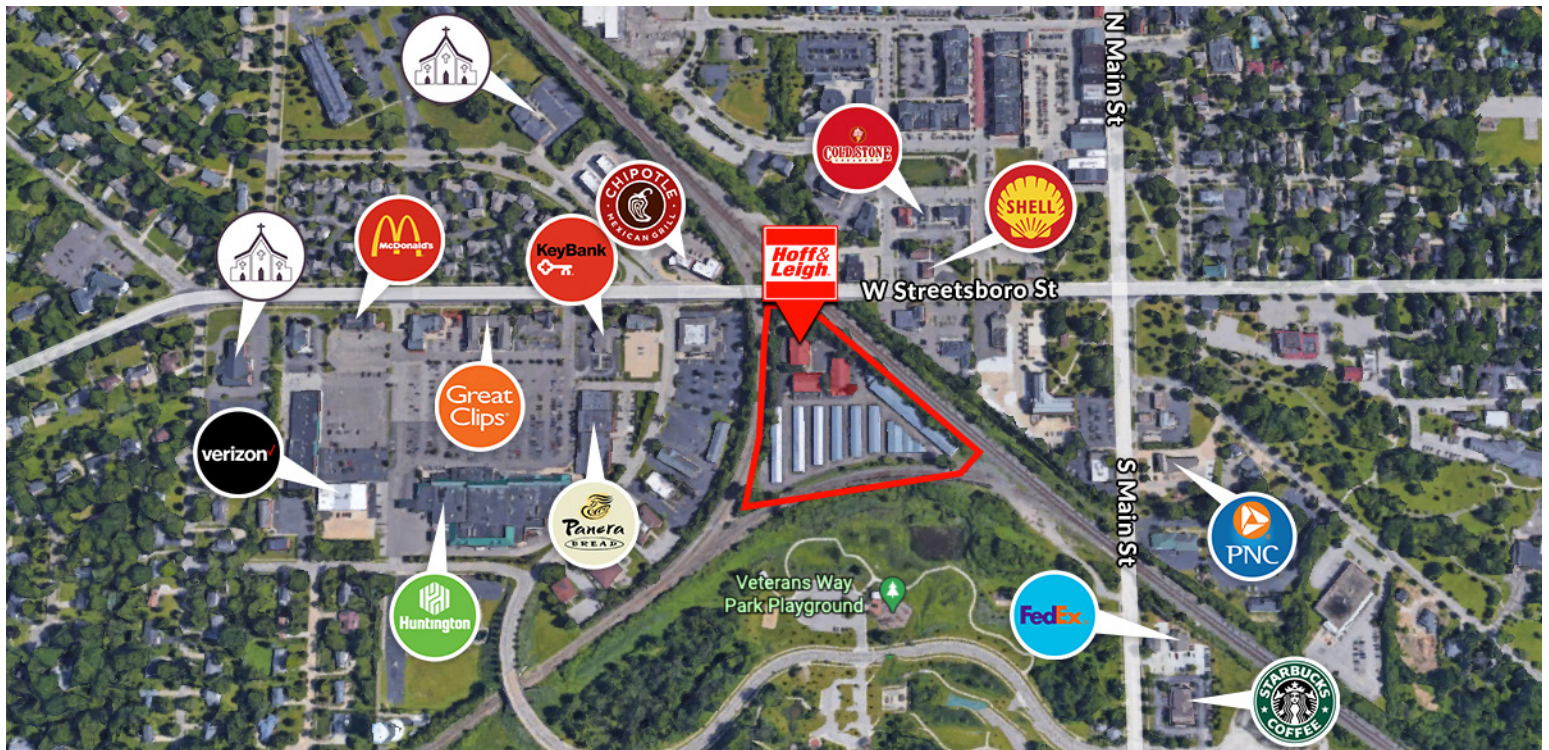 N Main St
COLD STONE
CREAMERY
SHELL
CHIPOTLE
MEXICAN GRILL
McDonald's
KeyBank
Hoff&
Leigh
W Streetsboro St
Great
Clips
verizon
Panera
BREAD
S Main St
PNC
Huntington
Veterans Way
Park Playground
FedEx
STARBUCKS
COFFEE